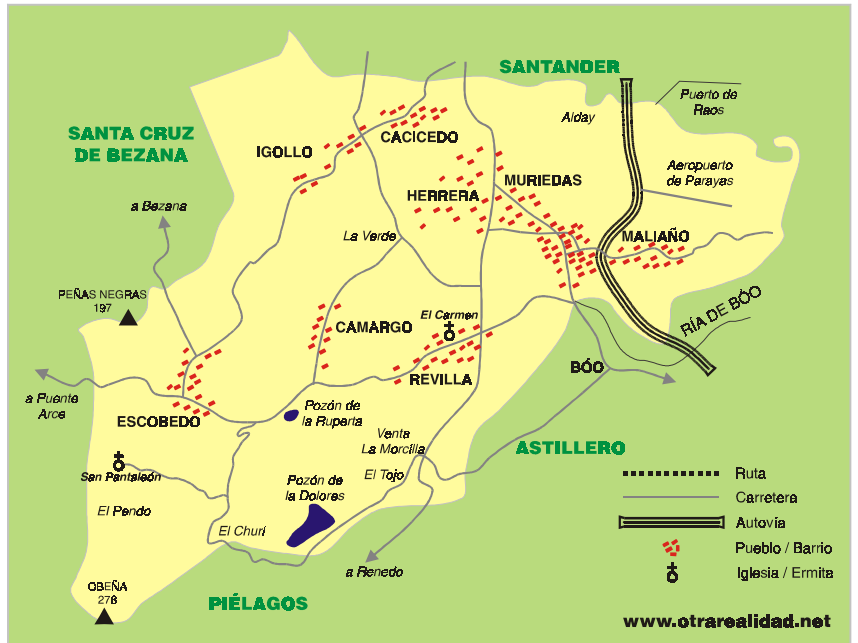 SANTANDER
Puerto de
Raos
Alday
SANTA CRUZ
DE BEZANA
CACICEDO
IGOLLO
Aeropuerto
de Parayas
MURIEDAS
HERRERA
a Bezana
La Verde
MALIAÑO
PEÑAS NEGRAS
197
RÍA DE BÓO
El Carmen
CAMARGO
BÓO
REVILLA
a Puente
Arce
ESCOBEDO
Pozón de
la Ruperta
Venta
La Morcilla
ASTILLERO
San Pantaleón
El Tojo
Pozón de
la Dolores
El Pendo
El Churi
a Renedo
OBEÑA
278
PIÉLAGOS
Ruta
Carretera
Autovía
Pueblo / Barrio
Iglesia / Ermita
www.otrarealidad.net